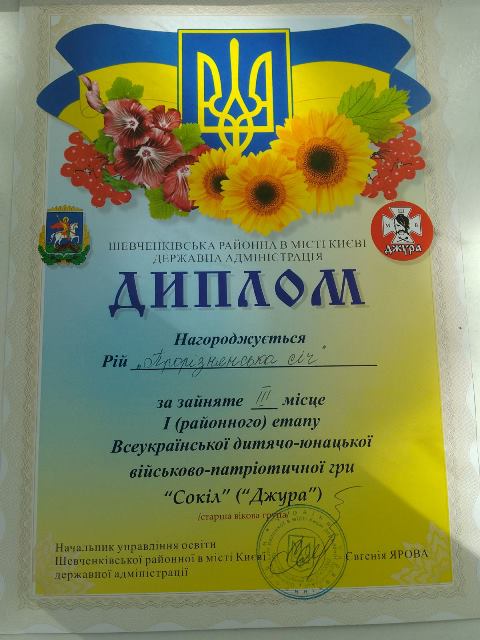 ШЕВЧЕНКІВСЬКА РАЙОННА В МІСТІ КИЄВІ
ДЕРЖАВНА АДМІНІСТРАЦІЯ
ДИПЛОМ
джура
Нагороджується
Рій „Прорізненська січ"
за зайняте III місце
I (районного) етапу
Всеукраїнської дитячо-юнацької
військово-патріотичної гри
“Сокіл” (“Джура”)
/старша вікова група/
Начальник управління освіти
Шевченківської районної в місті Києві
державної адміністрації
Євгенія ЯРОВА